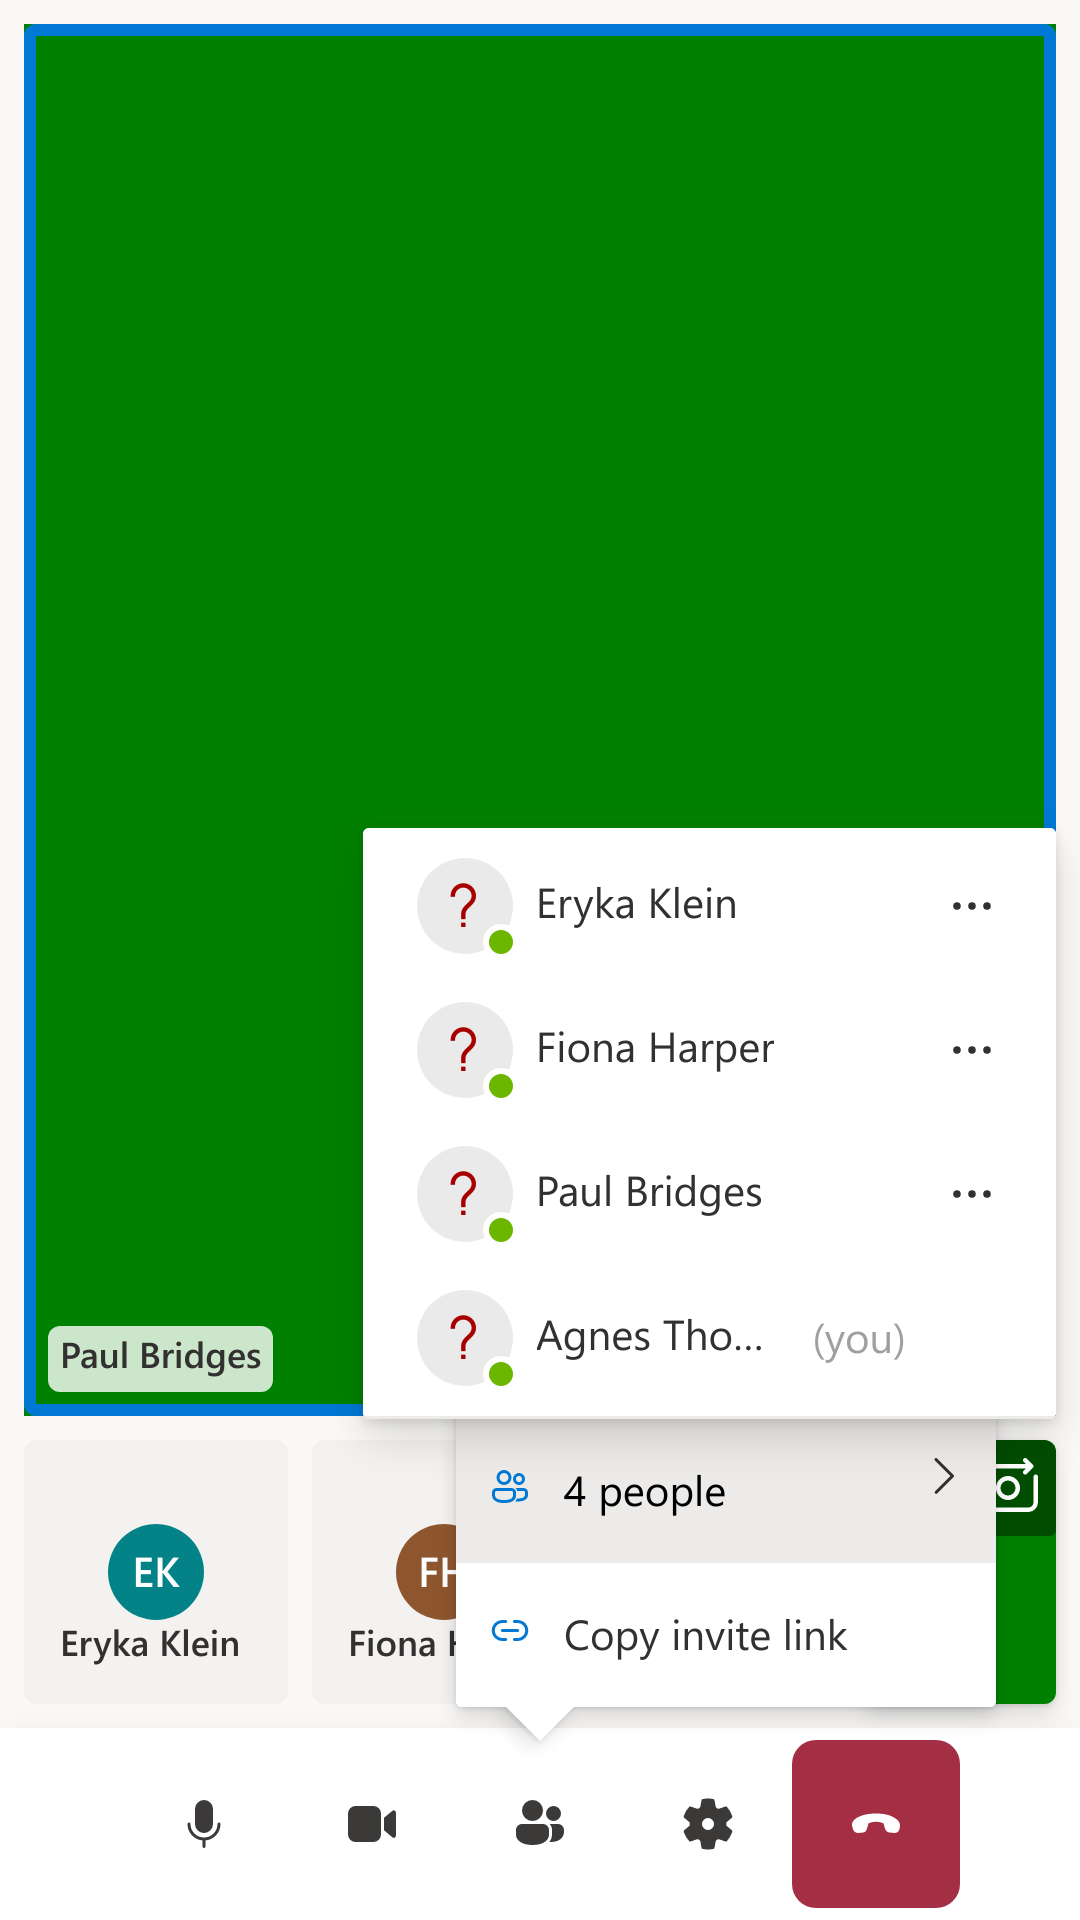 ?
Eryka Klein
?
Fiona Harper
?
Paul Bridges
?
Agnes Tho... (you)
Paul Bridges
4 people
EK
Eryka Klein
FH
Fiona H
Copy invite link